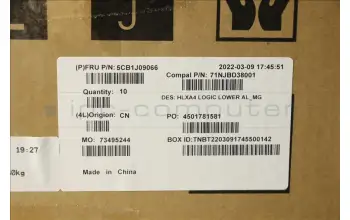 (P)FRU P/N: 5CB1J09066
2022-03-09 17:45:51
Compal P/N: 71NJBD38001
Quantity: 10
DES: HLXA4 LOGIC LOWER AL_MG
(4L)Origion: CN
PO: 4501781581
MO: 73495244
BOX ID:TNBT2203091745500142
Made in China
19:27